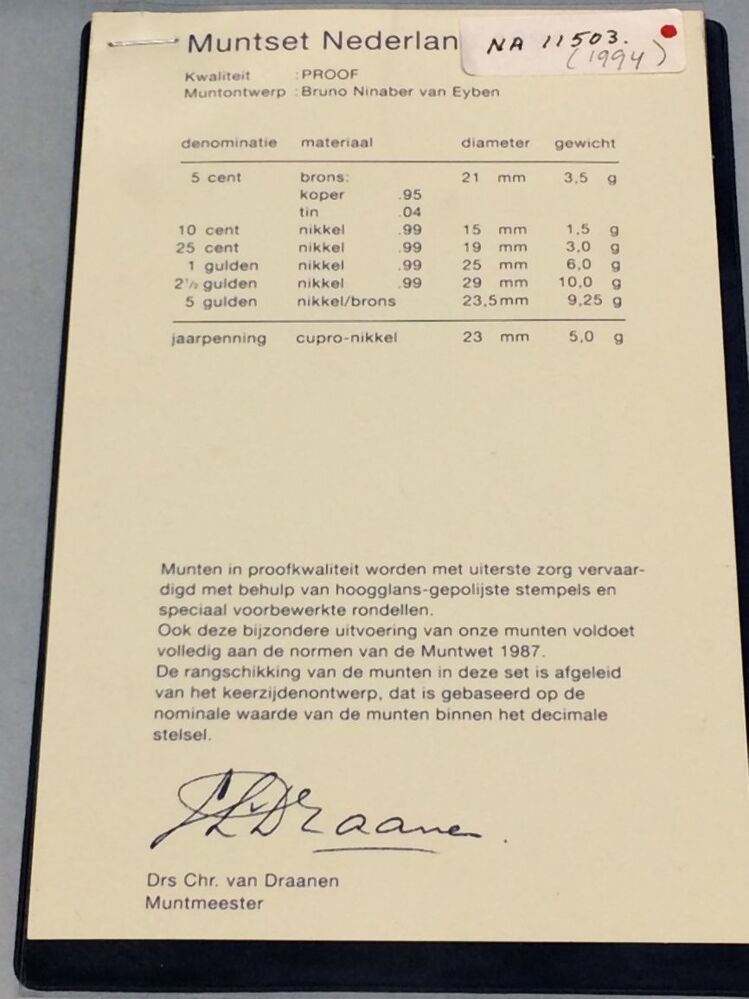 Muntset Nederlan
NA 11503.
(1994)
Kwaliteit : PROOF
Muntontwerp : Bruno Ninaber van Eyben
denominatie materiaal diameter gewicht
5 cent brons: 21 mm 3,5 g
koper .95
tin .04
10 cent nikkel .99 15 mm 1,5 g
25 cent nikkel .99 19 mm 3,0 g
1 gulden nikkel .99 25 mm 6,0 g
2½ gulden nikkel .99 29 mm 10,0 g
5 gulden nikkel/brons 23,5 mm 9,25 g
jaarpenning cupro-nikkel 23 mm 5,0 g
Munten in proofkwaliteit worden met uiterste zorg vervaar-
digd met behulp van hoogglans-gepolijste stempels en
speciaal voorbewerkte rondellen.
Ook deze bijzondere uitvoering van onze munten voldoet
volledig aan de normen van de Muntwet 1987.
De rangschikking van de munten in deze set is afgeleid
van het keerzijdenontwerp, dat is gebaseerd op de
nominale waarde van de munten binnen het decimale
stelsel.
Draanen
Drs Chr. van Draanen
Muntmeester